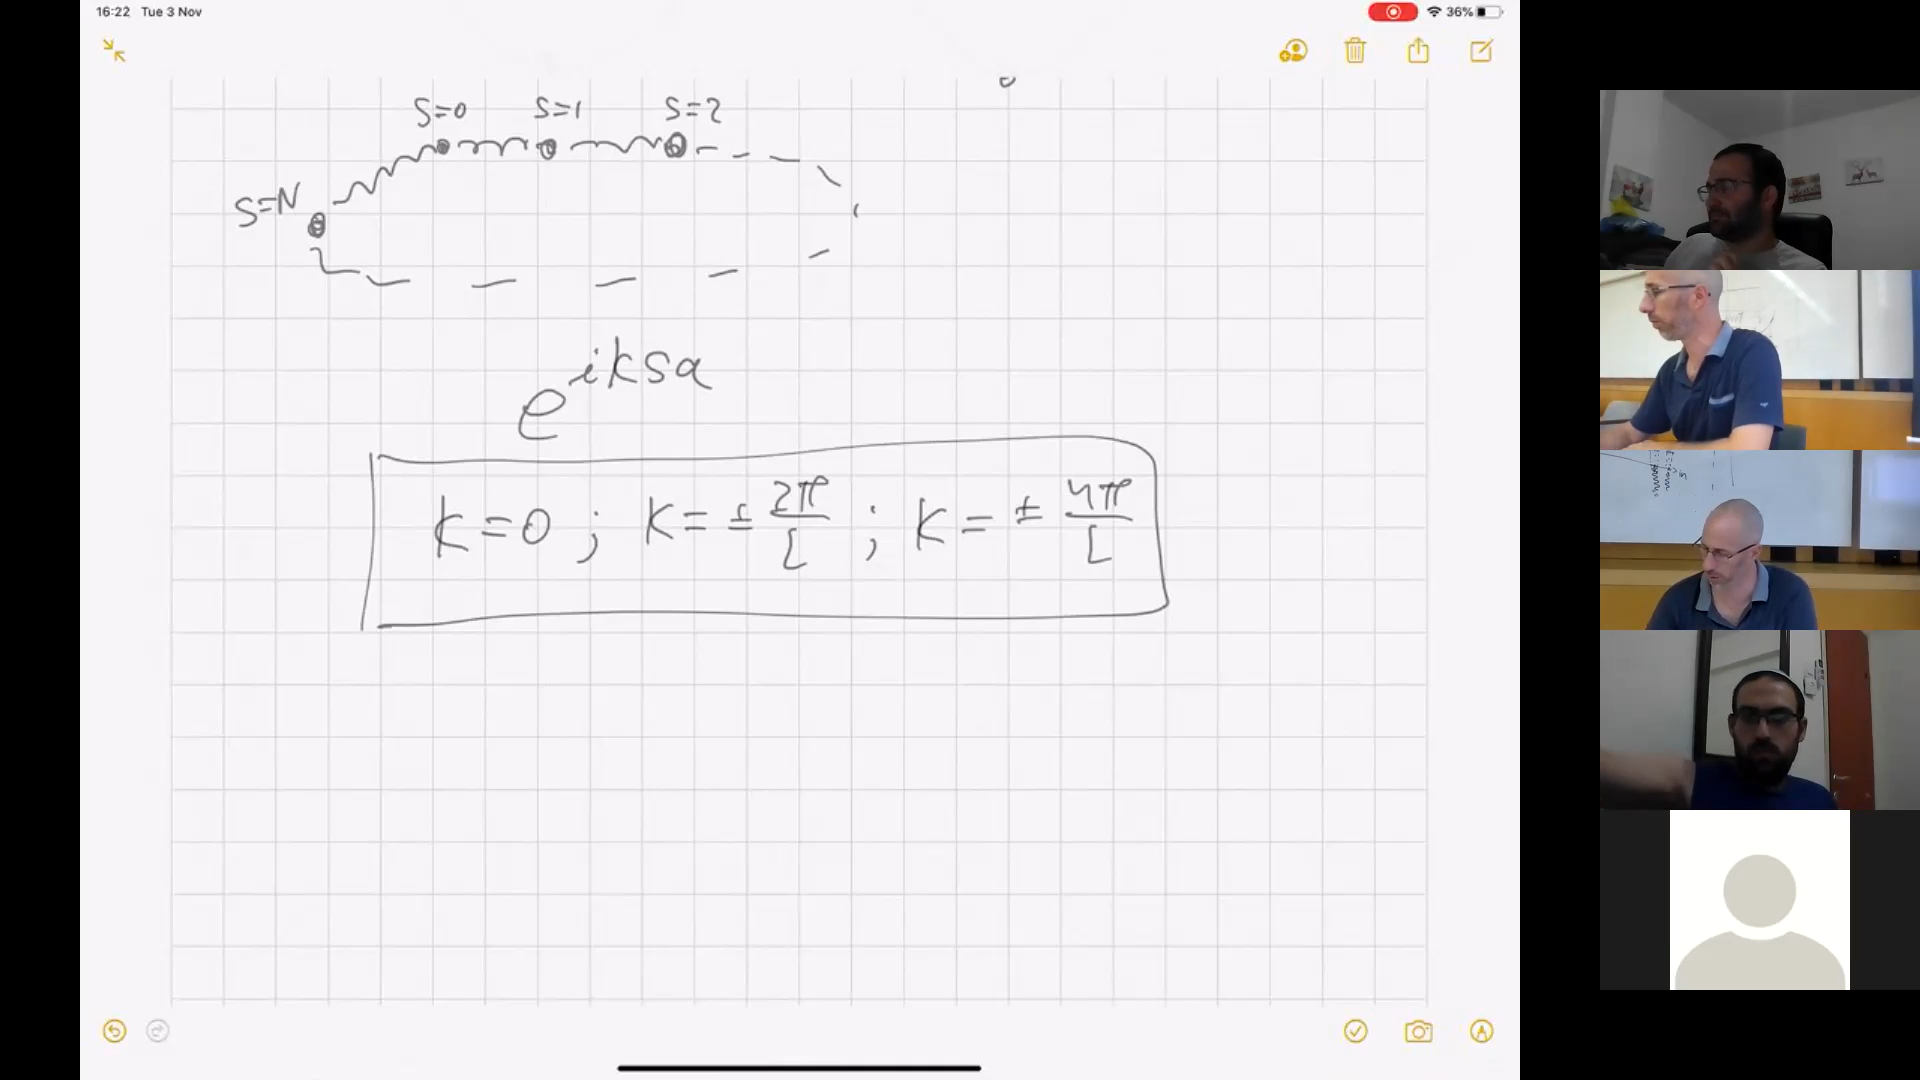 16:22 Tue 3 Nov
36%
S=0 S=1 S=2
S=N
e^{iksa}
K=0 ; K=± 2π/L ; K=± 4π/L